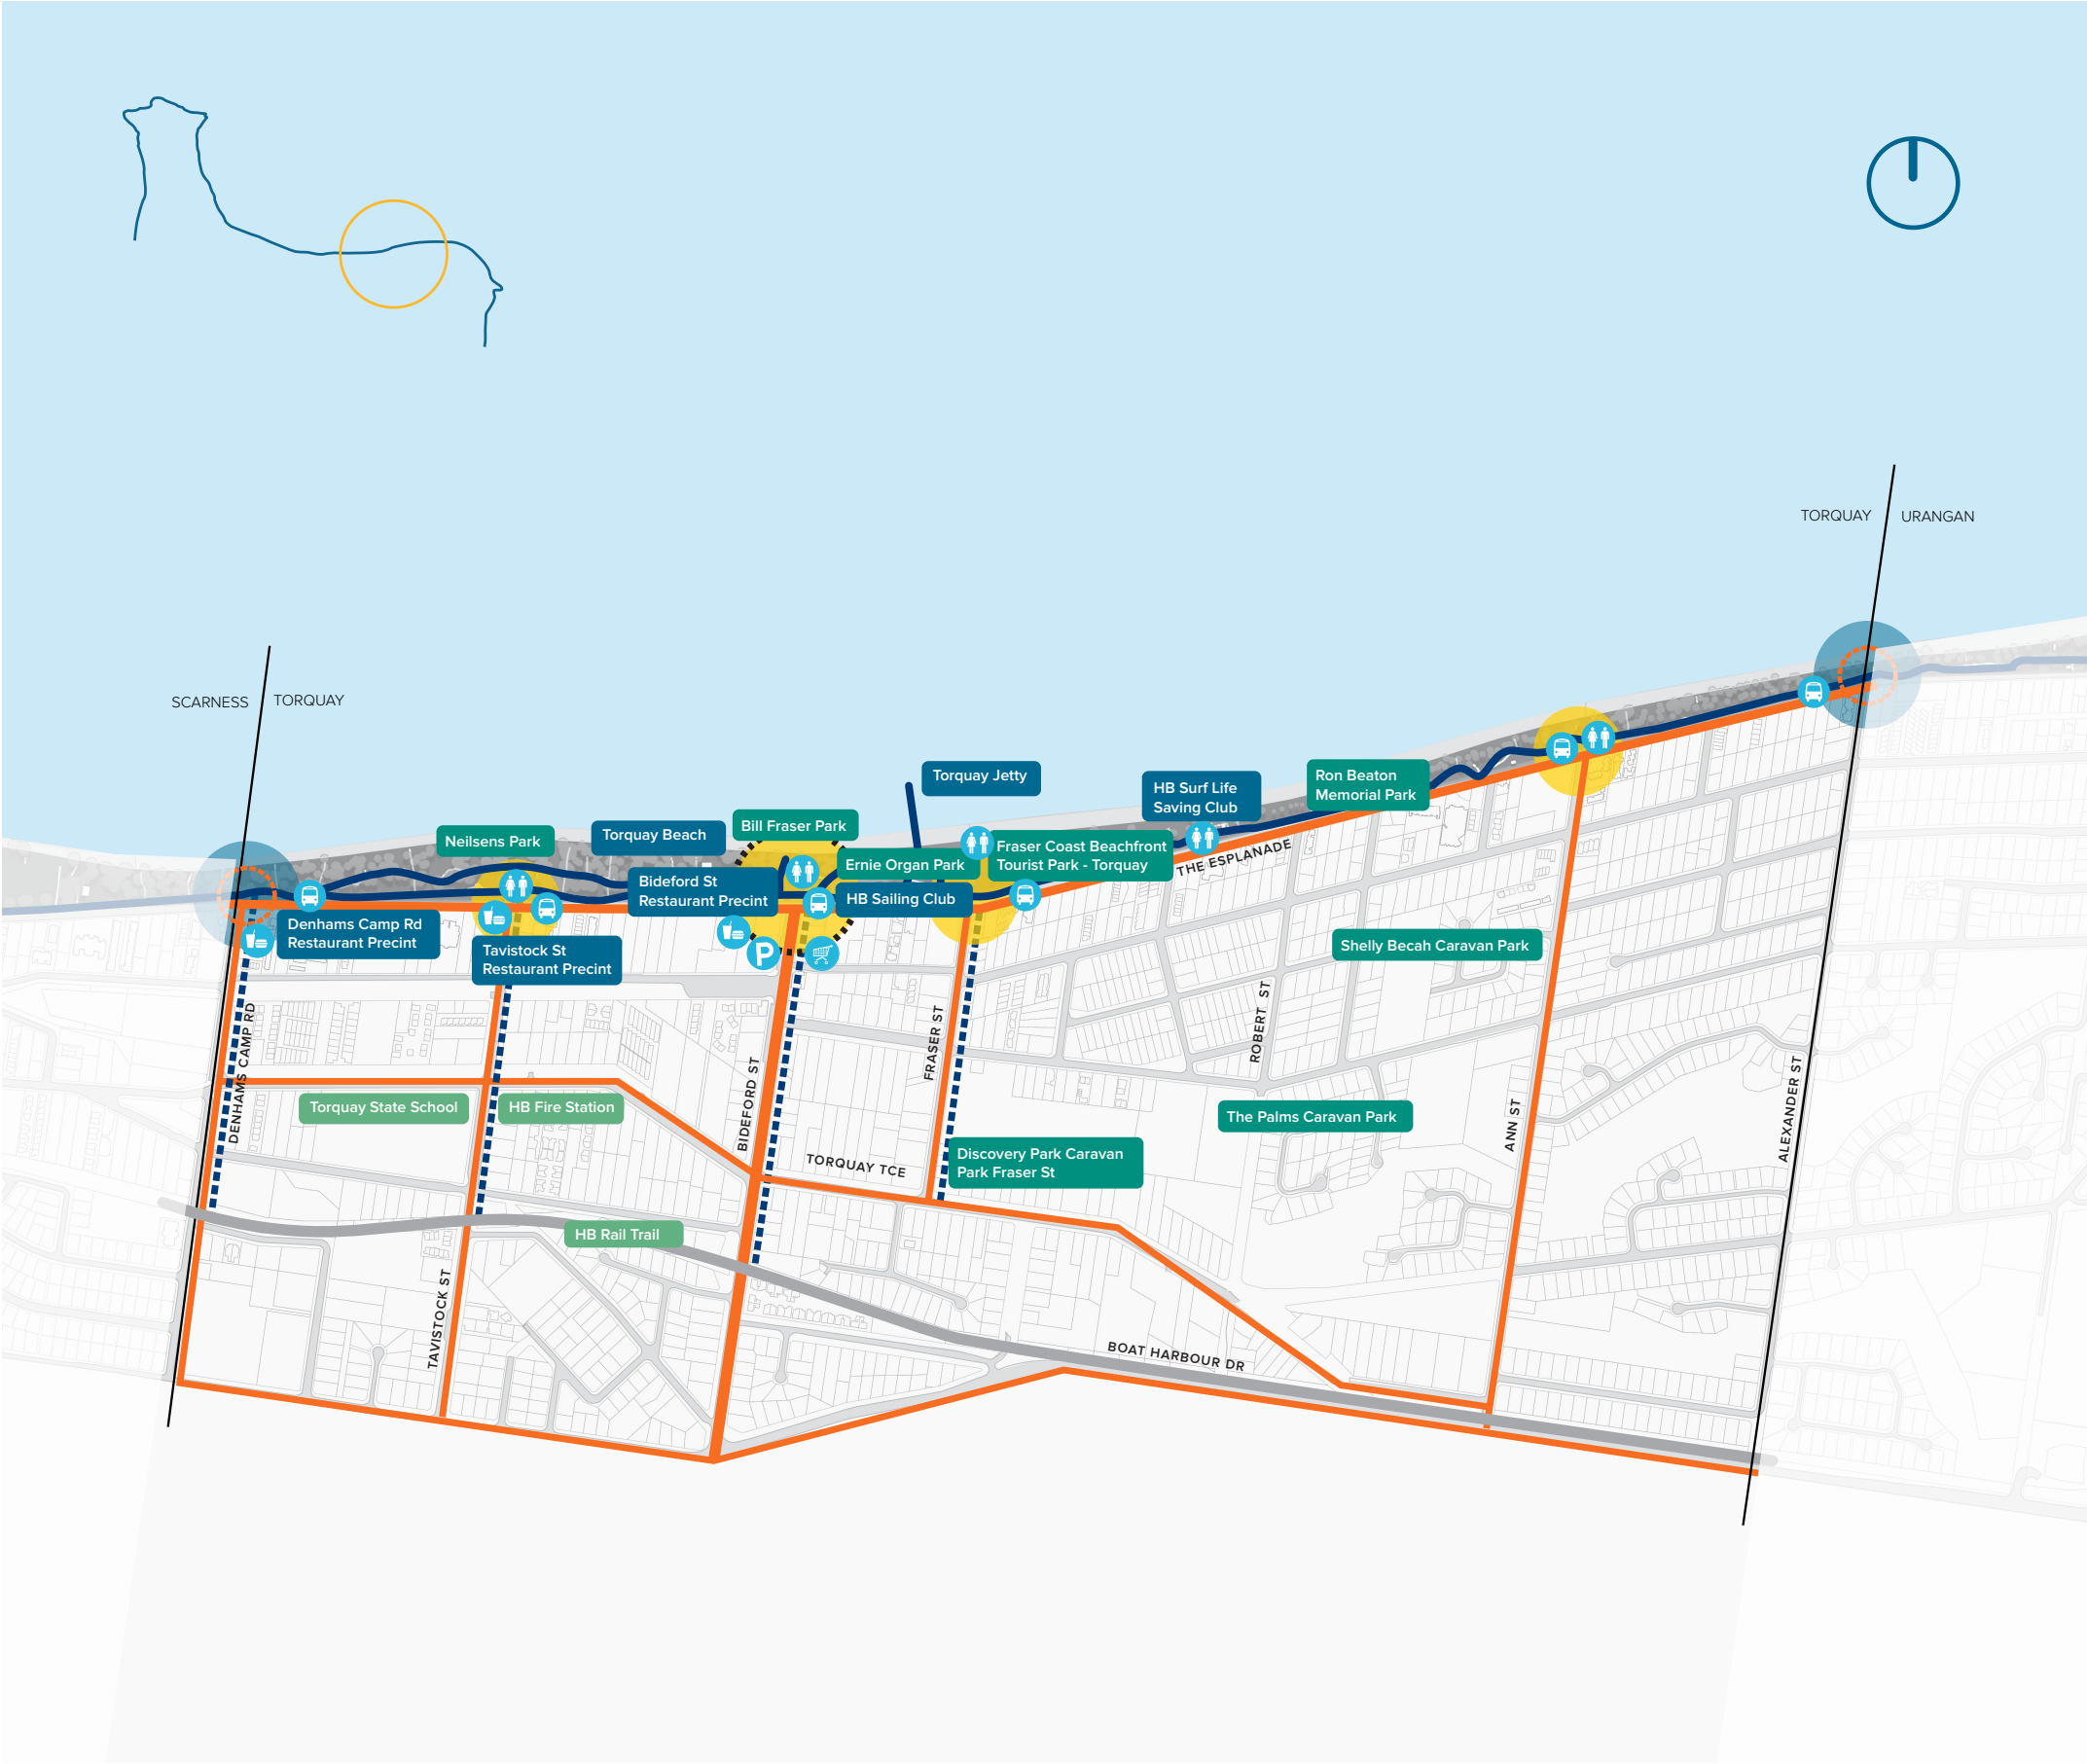 TORQUAY
URANGAN
SCARNESS
TORQUAY
Torquay Jetty
HB Surf Life
Saving Club
Ron Beaton
Memorial Park
Neilsens Park
Torquay Beach
Bill Fraser Park
Ernie Organ Park
Fraser Coast Beachfront
Tourist Park - Torquay
THE ESPLANADE
Bideford St
Restaurant Precint
HB Sailing Club
Denhams Camp Rd
Restaurant Precint
Tavistock St
Restaurant Precint
P
Shelly Becah Caravan Park
DENHAMS CAMP RD
BIDEFORD ST
FRASER ST
ROBERT ST
ANN ST
ALEXANDER ST
Torquay State School
HB Fire Station
The Palms Caravan Park
TORQUAY TCE
Discovery Park Caravan
Park Fraser St
HB Rail Trail
TAVISTOCK ST
BOAT HARBOUR DR